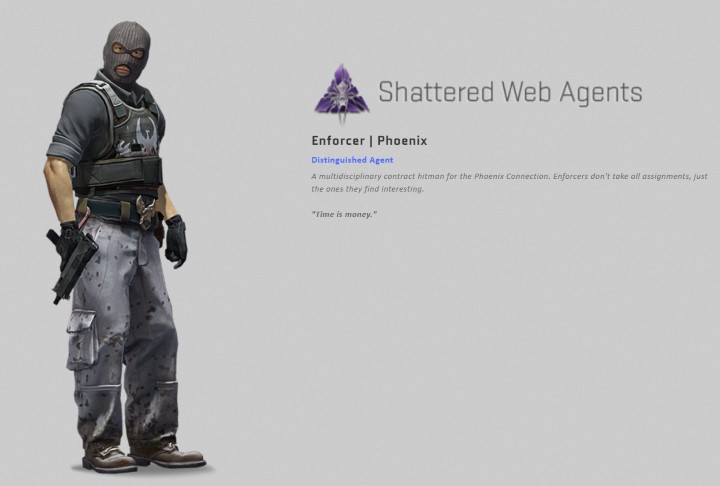 Shattered Web Agents
Enforcer | Phoenix
Distinguished Agent
A multidisciplinary contract hitman for the Phoenix Connection. Enforcers don't take all assignments, just
the ones they find interesting.
"Time is money."